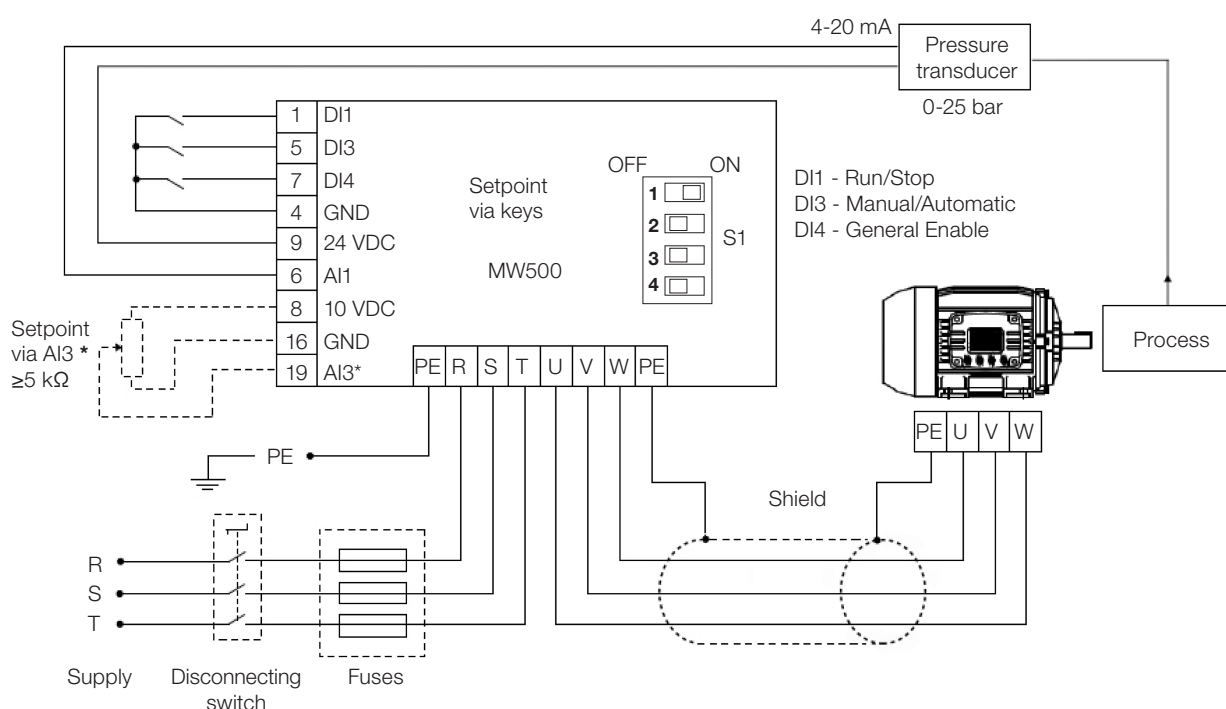 4-20 mA
Pressure
transducer
0-25 bar
1 DI1
5 DI3
7 DI4
4 GND
9 24 VDC
6 AI1
8 10 VDC
16 GND
19 AI3*
Setpoint
via keys
MW500
OFF ON
1
2
3
4
S1
DI1 - Run/Stop
DI3 - Manual/Automatic
DI4 - General Enable
Setpoint
via AI3 *
≥5 kΩ
PE R S T U V W PE
Process
PE U V W
PE
Shield
R
S
T
Supply
Disconnecting
switch
Fuses